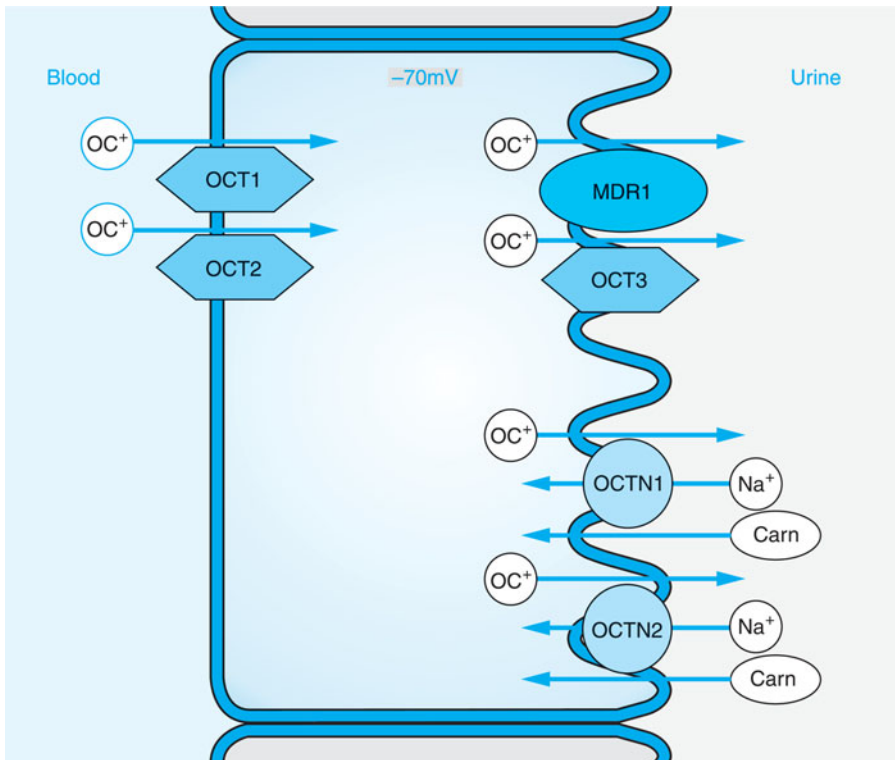 Blood
–70mV
Urine
OC⁺
OCT1
OC⁺
OCT2
OC⁺
MDR1
OC⁺
OCT3
OC⁺
OCTN1
Na⁺
Carn
OC⁺
OCTN2
Na⁺
Carn